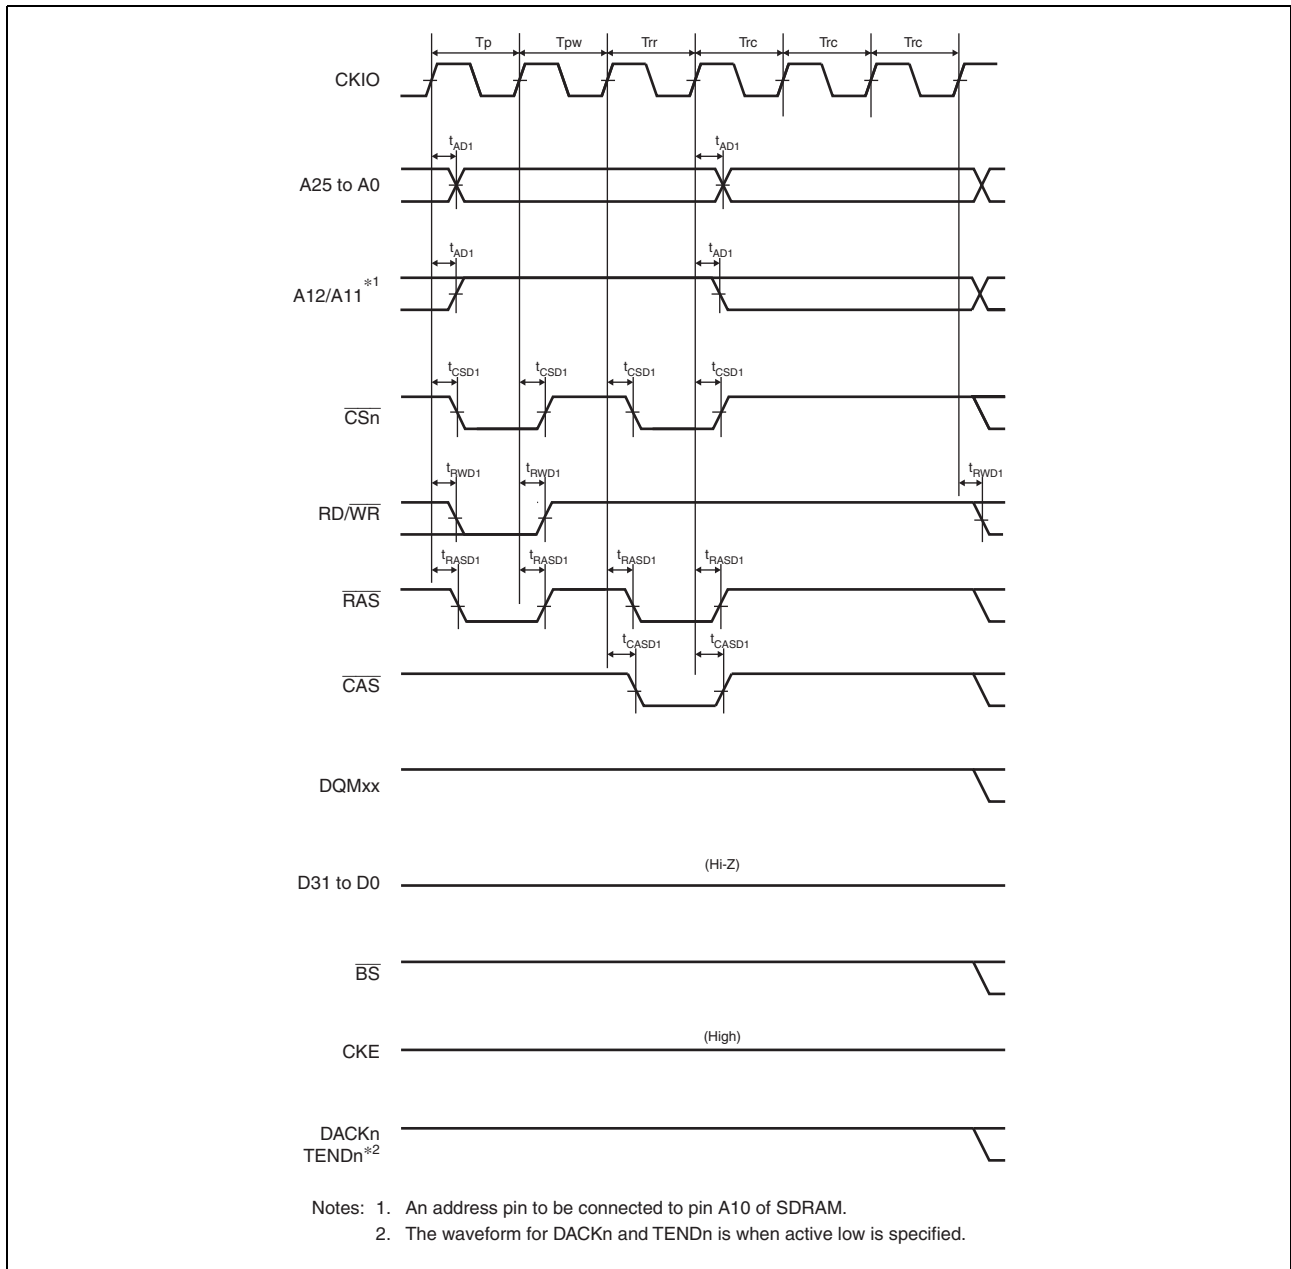 Tp Tpw Trr Trc Trc Trc
CKIO
tAD1 tAD1
A25 to A0
tAD1 tAD1
A12/A11 *1
tCSD1 tCSD1 tCSD1 tCSD1
CSn
tRWD1 tRWD1 tRWD1
RD/WR
tRASD1 tRASD1 tRASD1 tRASD1
RAS
tCASD1 tCASD1
CAS
DQMxx
(Hi-Z)
D31 to D0
BS
(High)
CKE
DACKn
TENDn*2
Notes: 1. An address pin to be connected to pin A10 of SDRAM.
2. The waveform for DACKn and TENDn is when active low is specified.